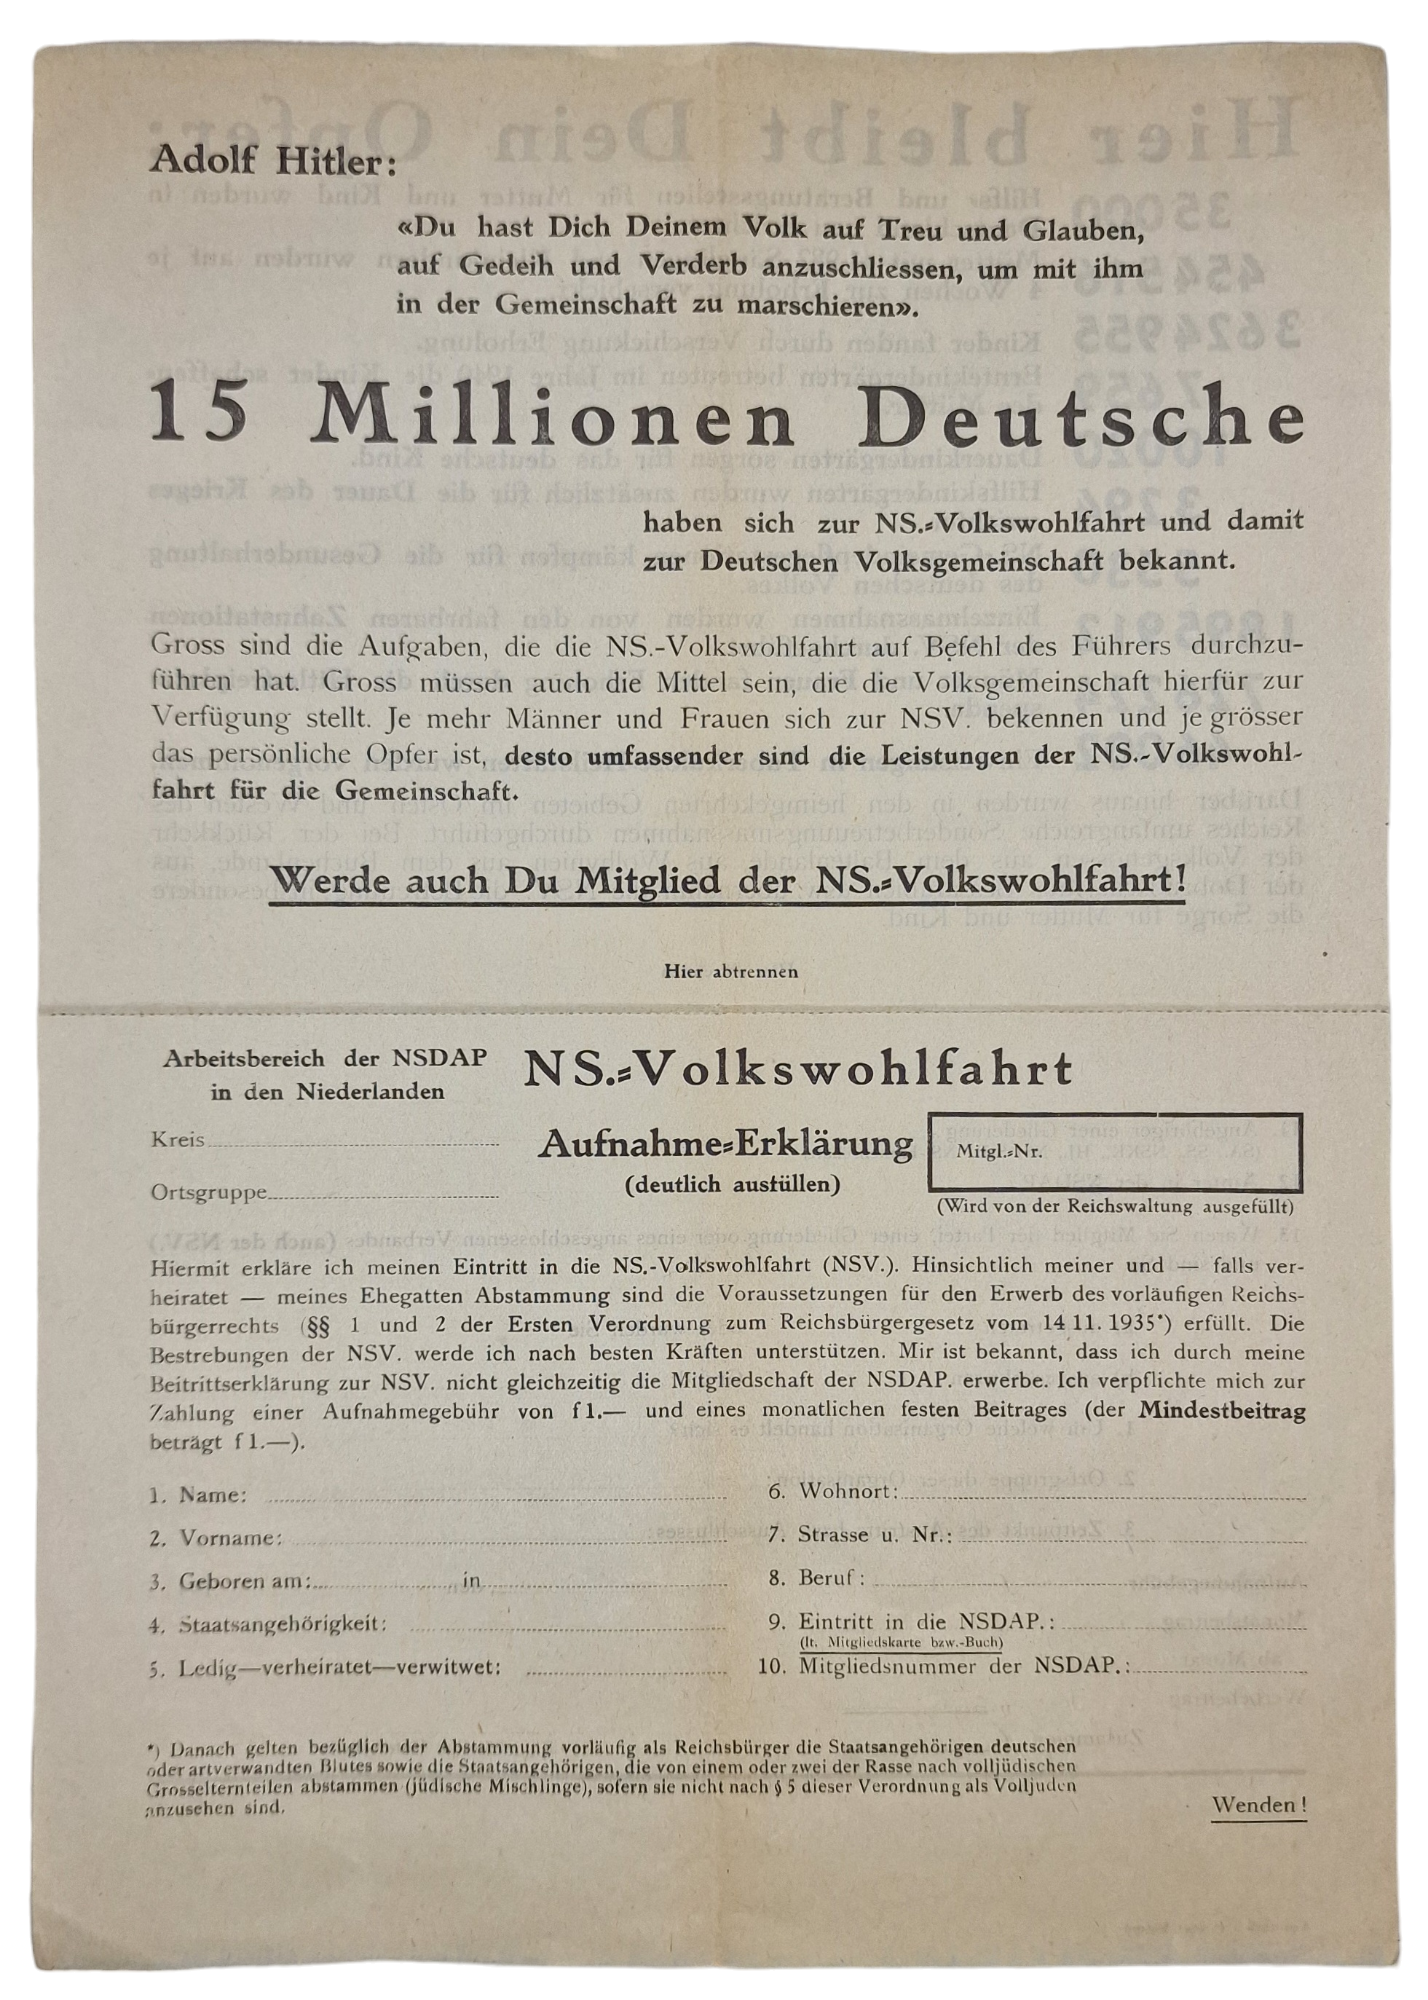 Adolf Hitler:
«Du hast Dich Deinem Volk auf Treu und Glauben,
auf Gedeih und Verderb anzuschliessen, um mit ihm
in der Gemeinschaft zu marschieren».
15 Millionen Deutsche
haben sich zur NS.-Volkswohlfahrt und damit
zur Deutschen Volksgemeinschaft bekannt.
Gross sind die Aufgaben, die die NS.-Volkswohlfahrt auf Befehl des Führers durchzu-
führen hat. Gross müssen auch die Mittel sein, die die Volksgemeinschaft hierfür zur
Verfügung stellt. Je mehr Männer und Frauen sich zur NSV. bekennen und je grösser
das persönliche Opfer ist, desto umfassender sind die Leistungen der NS.-Volkswohl-
fahrt für die Gemeinschaft.
Werde auch Du Mitglied der NS.-Volkswohlfahrt!
Hier abtrennen
Arbeitsbereich der NSDAP
in den Niederlanden
Kreis
Ortsgruppe
NS.-Volkswohlfahrt
Aufnahme-Erklärung
(deutlich ausfüllen)
Mitgl.-Nr.
(Wird von der Reichswaltung ausgefüllt)
Hiermit erkläre ich meinen Eintritt in die NS.-Volkswohlfahrt (NSV.). Hinsichtlich meiner und — falls ver-
heiratet — meines Ehegatten Abstammung sind die Voraussetzungen für den Erwerb des vorläufigen Reichs-
bürgerrechts (§§ 1 und 2 der Ersten Verordnung zum Reichsbürgergesetz vom 14 11. 1935*) erfüllt. Die
Bestrebungen der NSV. werde ich nach besten Kräften unterstützen. Mir ist bekannt, dass ich durch meine
Beitrittserklärung zur NSV. nicht gleichzeitig die Mitgliedschaft der NSDAP. erwerbe. Ich verpflichte mich zur
Zahlung einer Aufnahmegebühr von f 1.— und eines monatlichen festen Beitrages (der Mindestbeitrag
beträgt f 1.—).
1. Name:
2. Vorname:
3. Geboren am: in
4. Staatsangehörigkeit:
5. Ledig—verheiratet—verwitwet:
6. Wohnort:
7. Strasse u. Nr.:
8. Beruf:
9. Eintritt in die NSDAP.:
(lt. Mitgliedskarte bzw.-Buch)
10. Mitgliedsnummer der NSDAP.:
*) Danach gelten bezüglich der Abstammung vorläufig als Reichsbürger die Staatsangehörigen deutschen
oder artverwandten Blutes sowie die Staatsangehörigen, die von einem oder zwei der Rasse nach volljüdischen
Grosselternteilen abstammen (jüdische Mischlinge), sofern sie nicht nach § 5 dieser Verordnung als Volljuden
anzusehen sind.
Wenden!